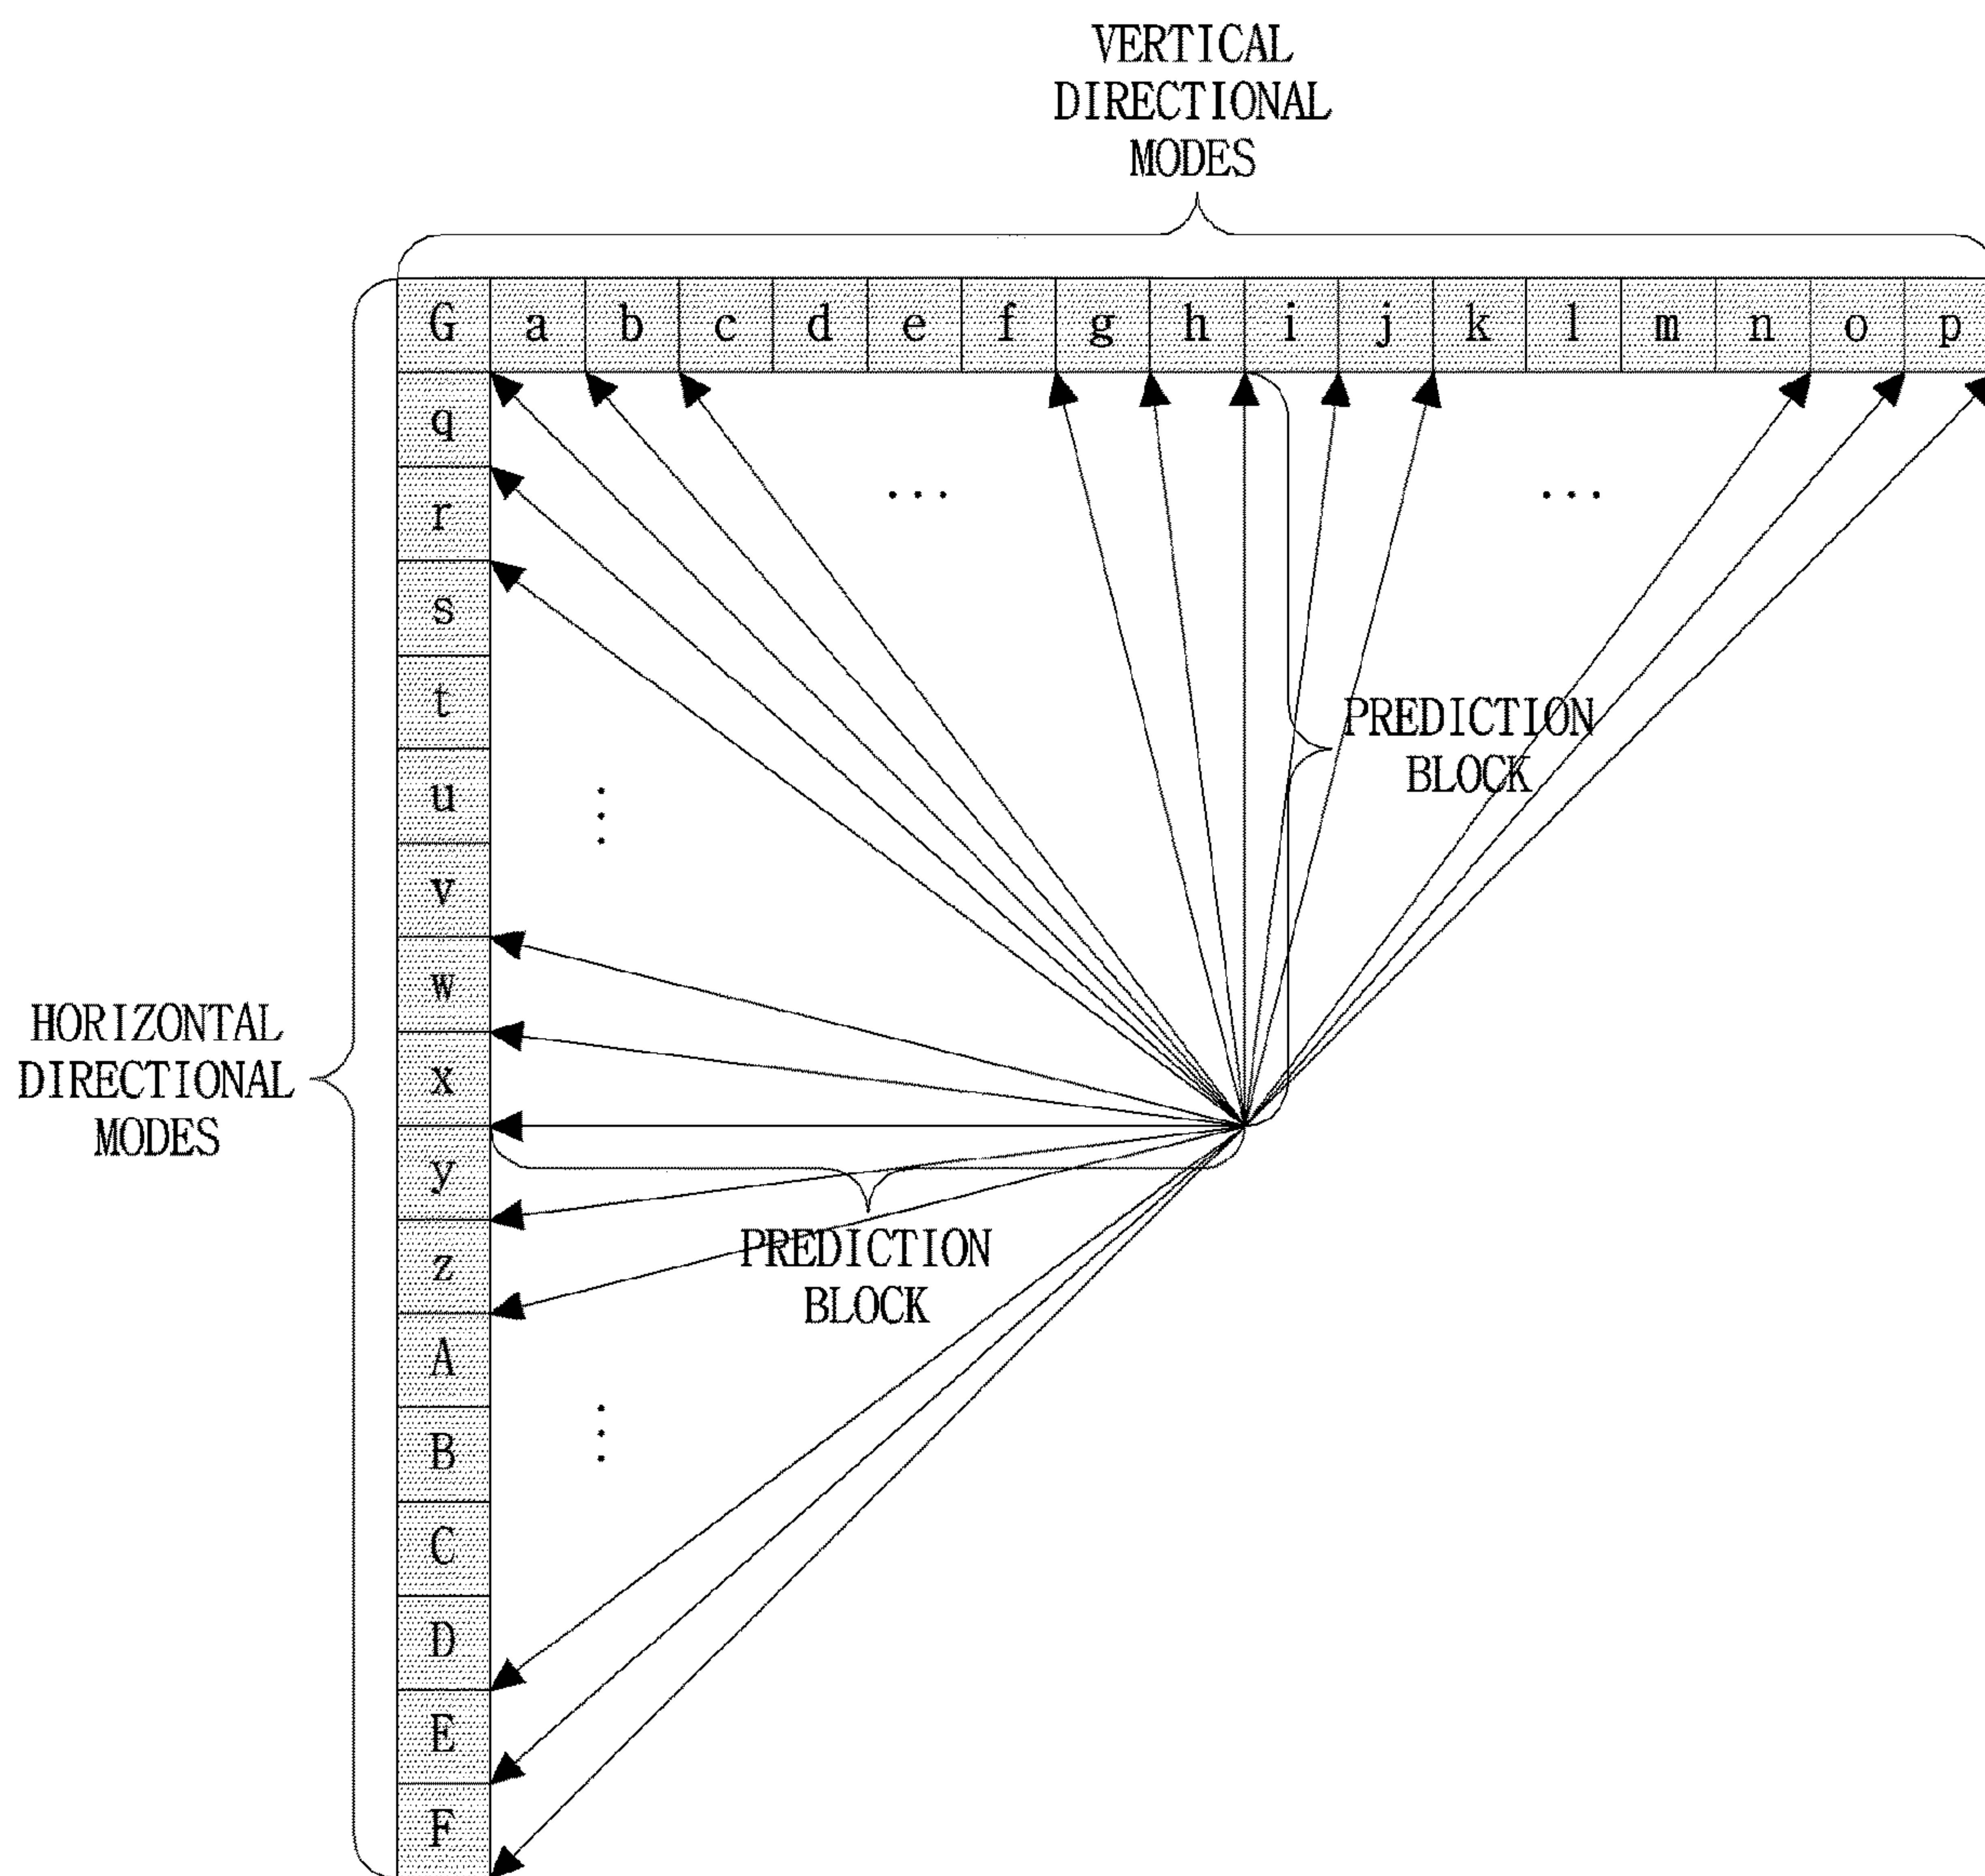 VERTICAL
DIRECTIONAL
MODES
G a b c d e f g h i j k l m n o p
q
r
s
t
u
v
w
x
y
z
A
B
C
D
E
F
...
...
PREDICTION
BLOCK
HORIZONTAL
DIRECTIONAL
MODES
PREDICTION
BLOCK